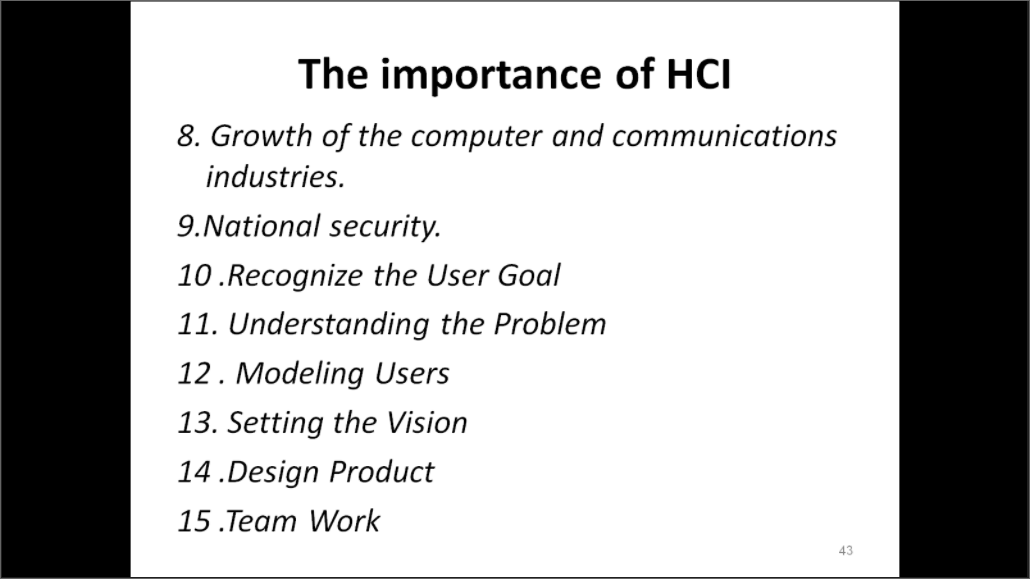 The importance of HCI
8. Growth of the computer and communications
industries.
9.National security.
10 .Recognize the User Goal
11. Understanding the Problem
12 . Modeling Users
13. Setting the Vision
14 .Design Product
15 .Team Work
43